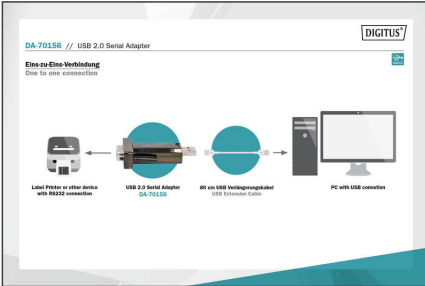 DIGITUS®
DA-70156 // USB 2.0 Serial Adapter
Eins-zu-Eins-Verbindung
One to one connection
Label Printer or other device
with RS232 connection
USB 2.0 Serial Adapter
DA-70156
80 cm USB Verlängerungskabel
USB Extension Cable
PC with USB connetion